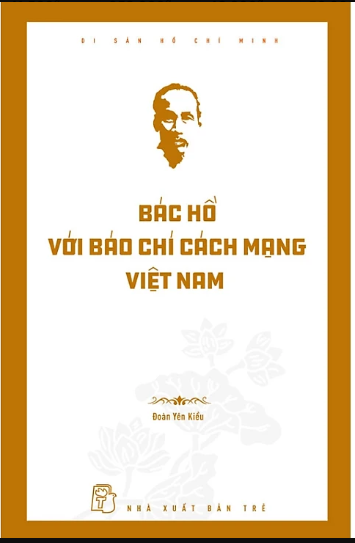 DI SẢN HỒ CHÍ MINH
BÁC HỒ
VỚI BÁO CHÍ CÁCH MẠNG
VIỆT NAM
Đoàn Yên Kiều
NHÀ XUẤT BẢN TRẺ